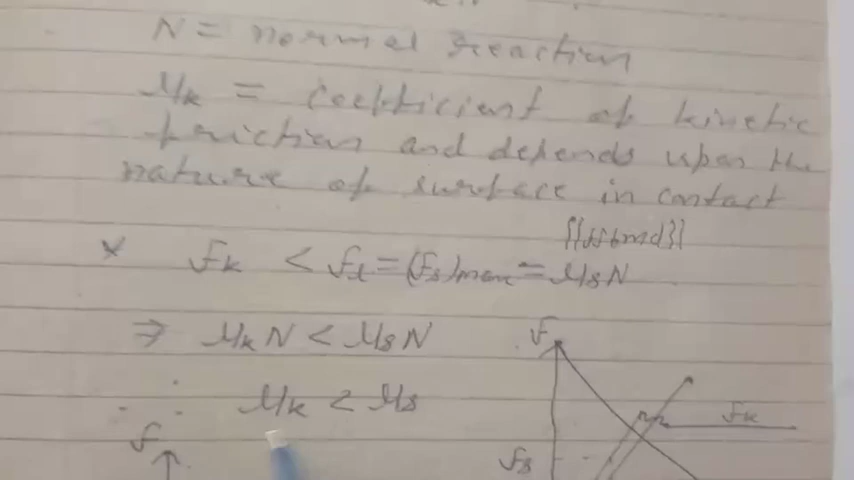 N = normal reaction
μk = coefficient of kinetic
friction and depends upon the
nature of surface in contact
* fk < fl = (fs)max = μsN
⇒ μkN < μsN
∴ μk < μs
f
fk
f
fs